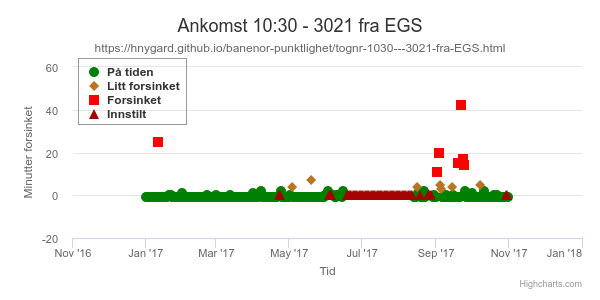 Ankomst 10:30 - 3021 fra EGS
https://hnygard.github.io/banenor-punktlighet/tognr-1030---3021-fra-EGS.html
På tiden
Litt forsinket
Forsinket
Innstilt
Minutter forsinket
60
40
20
0
-20
Nov '16 Jan '17 Mar '17 May '17 Jul '17 Sep '17 Nov '17 Jan '18
Tid
Highcharts.com